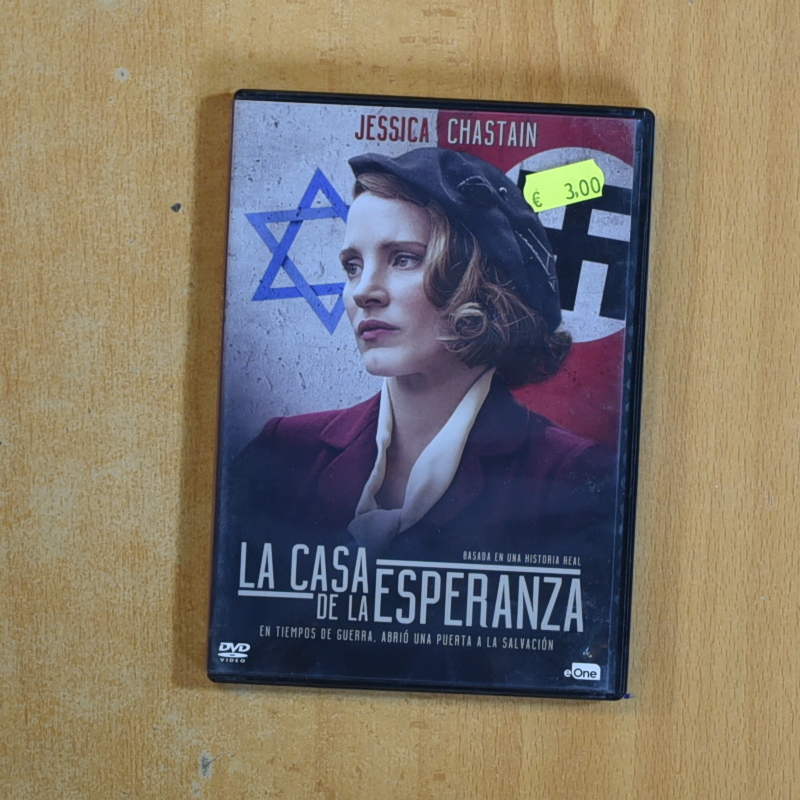 JESSICA CHASTAIN
€ 3,00
BASADA EN UNA HISTORIA REAL
LA CASA
DE LA ESPERANZA
EN TIEMPOS DE GUERRA, ABRIÓ UNA PUERTA A LA SALVACIÓN
DVD
VIDEO
eOne